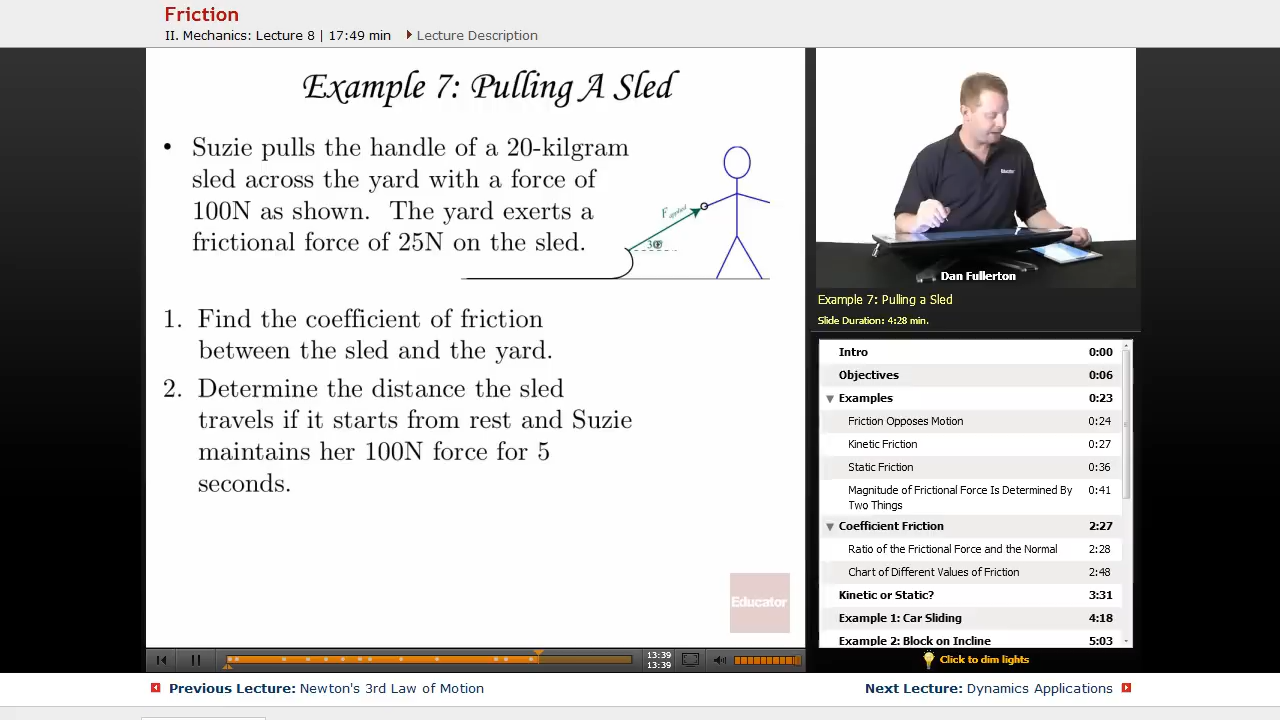 Friction
II. Mechanics: Lecture 8 | 17:49 min
Lecture Description
Example 7: Pulling A Sled
• Suzie pulls the handle of a 20-kilgram
sled across the yard with a force of
100N as shown. The yard exerts a
frictional force of 25N on the sled.
F applied
1. Find the coefficient of friction
between the sled and the yard.
2. Determine the distance the sled
travels if it starts from rest and Suzie
maintains her 100N force for 5
seconds.
Educator
13:39
13:39
Dan Fullerton
Example 7: Pulling a Sled
Slide Duration: 4:28 min.
Intro 0:00
Objectives 0:06
Examples 0:23
Friction Opposes Motion 0:24
Kinetic Friction 0:27
Static Friction 0:36
Magnitude of Frictional Force Is Determined By 0:41
Two Things
Coefficient Friction 2:27
Ratio of the Frictional Force and the Normal 2:28
Chart of Different Values of Friction 2:48
Kinetic or Static? 3:31
Example 1: Car Sliding 4:18
Example 2: Block on Incline 5:03
Click to dim lights
Previous Lecture: Newton's 3rd Law of Motion
Next Lecture: Dynamics Applications